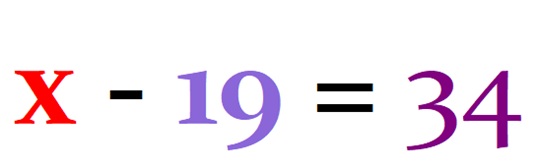 x - 19 = 34